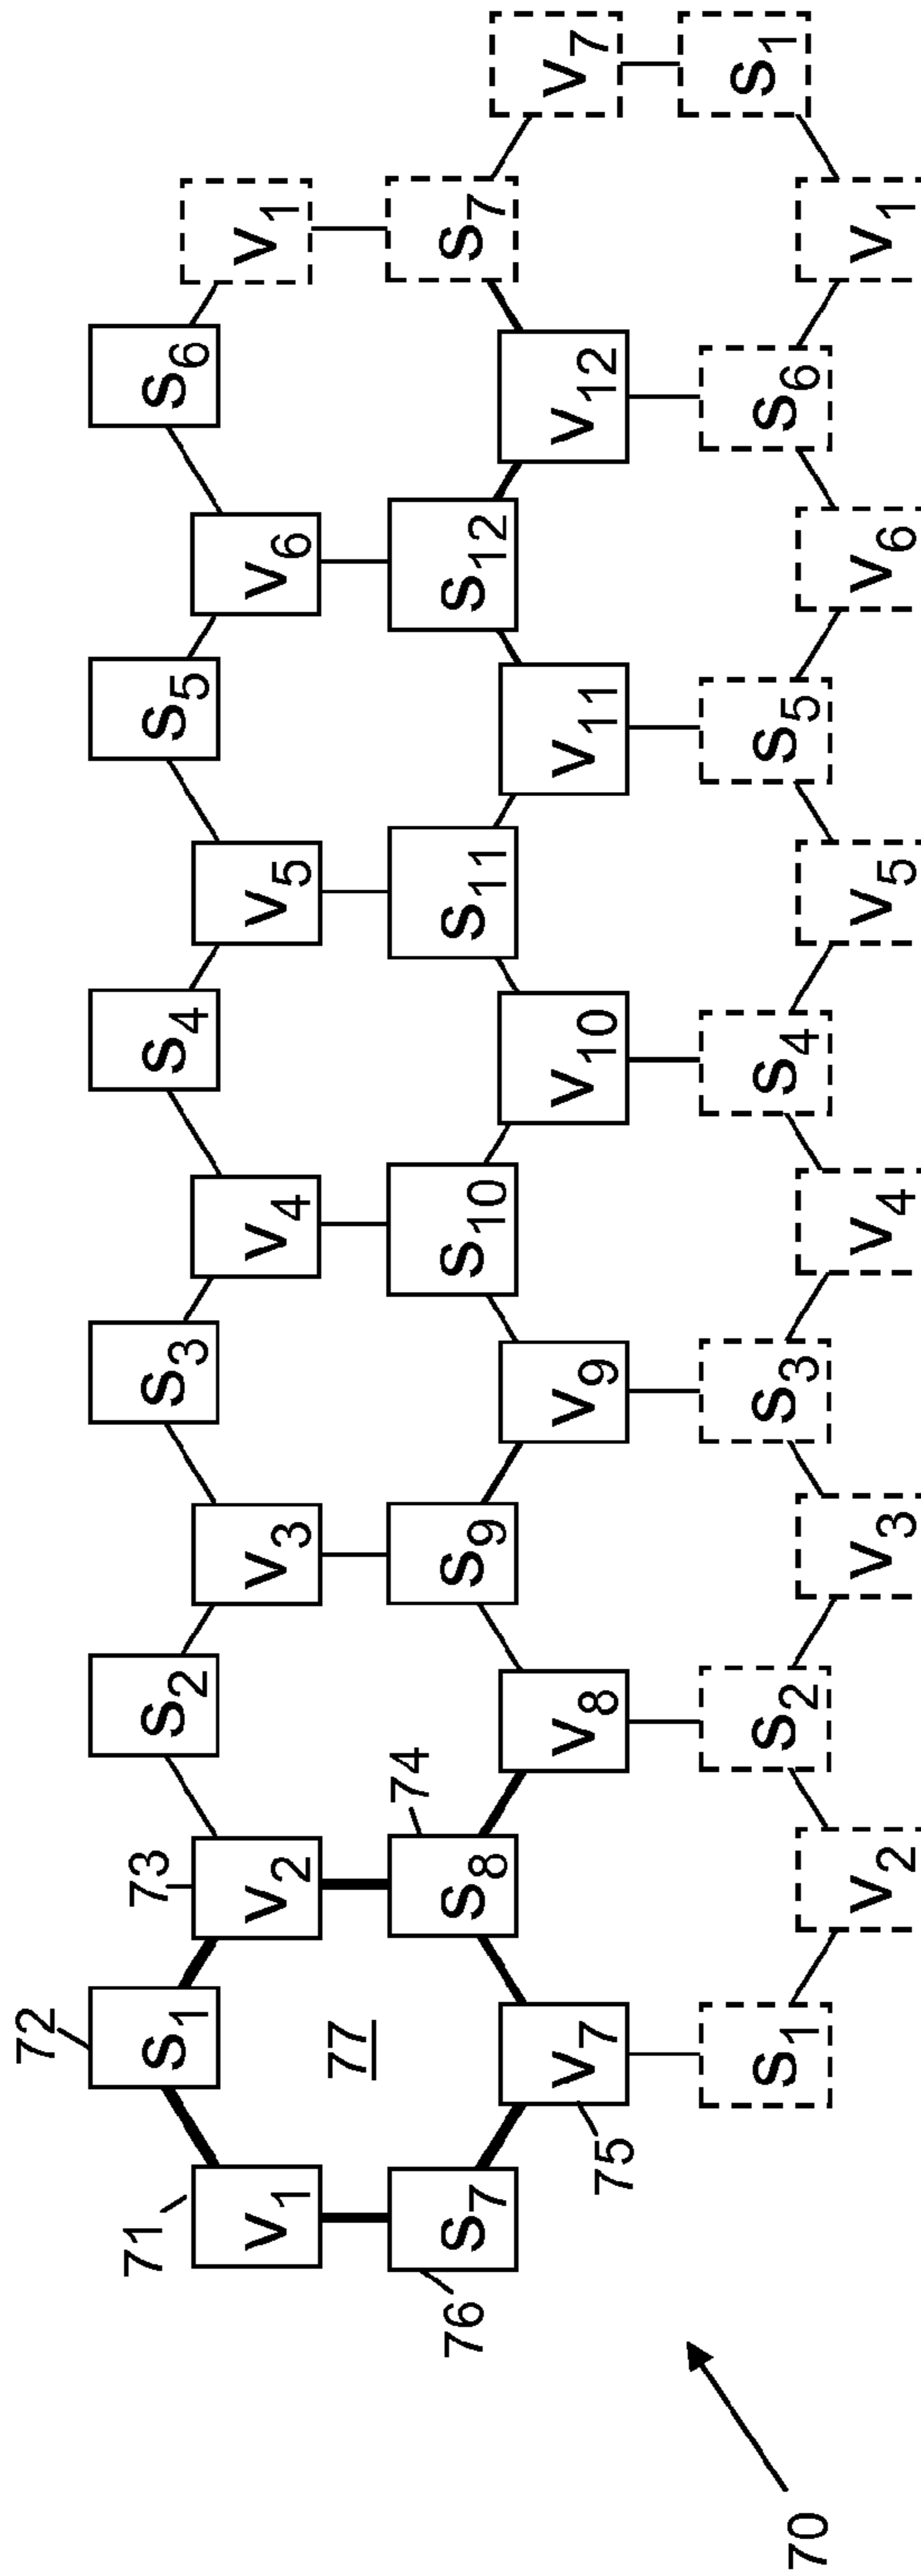 72
71 73
S1 S2 S3 S4 S5 S6
V1 V2 V3 V4 V5 V6 V1
77
74
76 S7 S8 S9 S10 S11 S12 S7
V7 V8 V9 V10 V11 V12 V7
75
S1 S2 S3 S4 S5 S6 S1
70
V2 V3 V4 V5 V6 V1